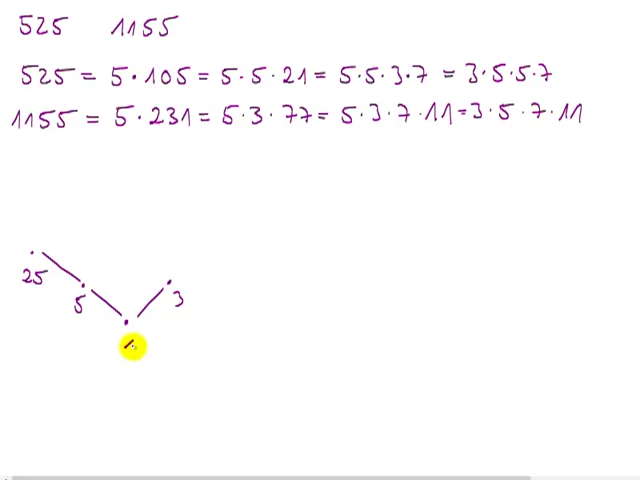 525 1155
525 = 5·105 = 5·5·21 = 5·5·3·7 = 3·5·5·7
1155 = 5·231 = 5·3·77 = 5·3·7·11 = 3·5·7·11
25
5
3